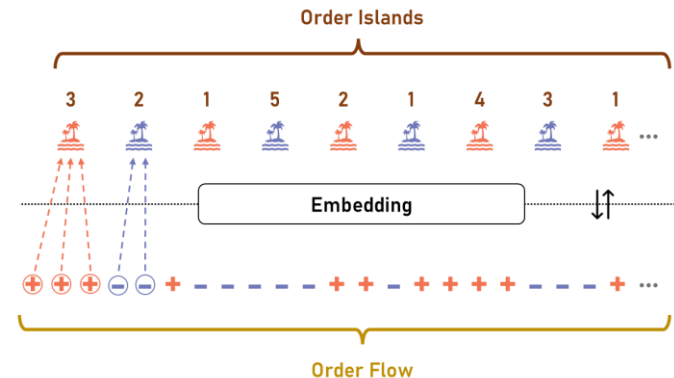 Order Islands
3 2 1 5 2 1 4 3 1 ...
Embedding
+ + + − − + − − − − − + + − + + + + − − − + ...
Order Flow